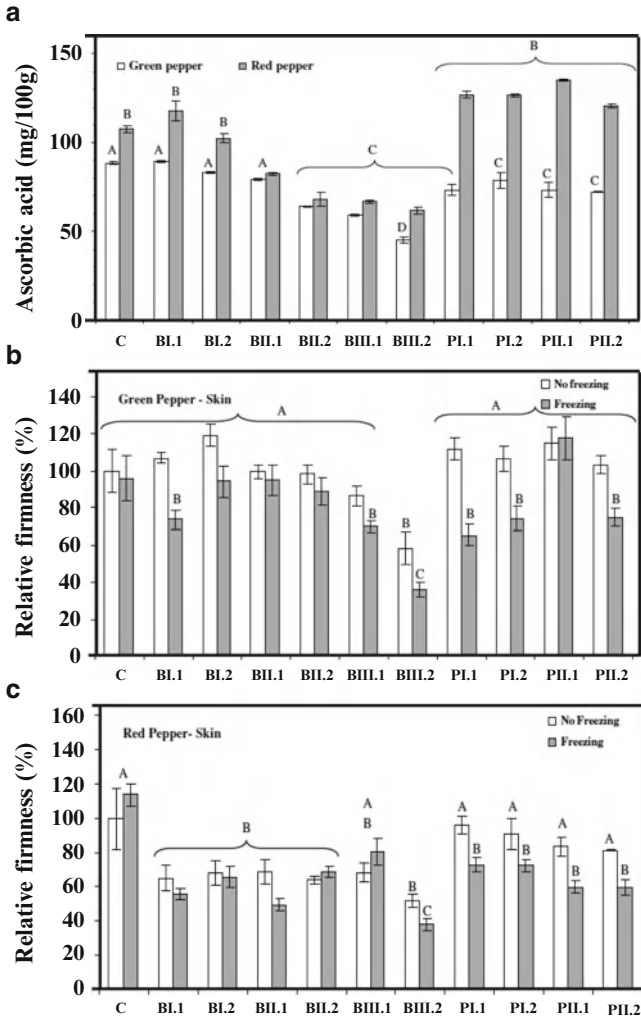 a
150
100
50
0
Ascorbic acid (mg/100g)
Green pepper Red pepper
A B A B A B A C D B C C C
C BI.1 BI.2 BII.1 BII.2 BIII.1 BIII.2 PI.1 PI.2 PII.1 PII.2
b
140
120
100
80
60
40
20
0
Relative firmness (%)
Green Pepper - Skin
No freezing
Freezing
A B B B C A B B B
C BI.1 BI.2 BII.1 BII.2 BIII.1 BIII.2 PI.1 PI.2 PII.1 PII.2
c
160
140
120
100
80
60
40
20
0
Relative firmness (%)
Red Pepper- Skin
No Freezing
Freezing
A B A B B C A B A B A B A B
C BI.1 BI.2 BII.1 BII.2 BIII.1 BIII.2 PI.1 PI.2 PII.1 PII.2